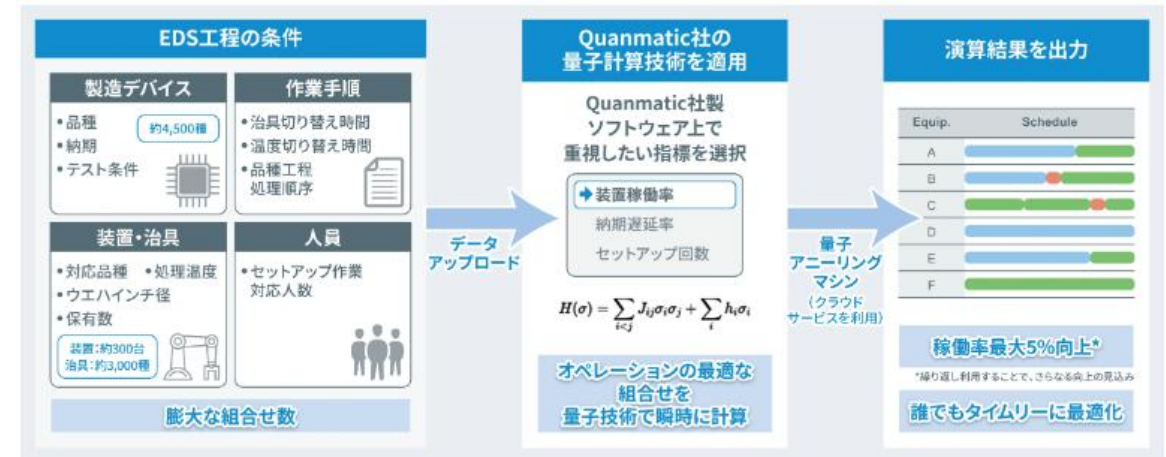 EDS工程の条件
製造デバイス
•品種
約4,500種
•納期
•テスト条件
作業手順
•治具切り替え時間
•温度切り替え時間
•品種工程
処理順序
装置・治具
•対応品種 •処理温度
•ウエハインチ径
•保有数
装置:約300台
治具:約3,000種
人員
•セットアップ作業
対応人数
膨大な組合せ数
データ
アップロード
Quanmatic社の
量子計算技術を適用
Quanmatic社製
ソフトウェア上で
重視したい指標を選択
装置稼働率
納期遅延率
セットアップ回数
H(σ) = ∑_{i<j} J_{ij}σ_iσ_j + ∑_i h_iσ_i
オペレーションの最適な
組合せを
量子技術で瞬時に計算
量子
アニーリング
マシン
(クラウド
サービスを利用)
演算結果を出力
Equip. Schedule
A
B
C
D
E
F
稼働率最大5%向上*
*繰り返し利用することで、さらなる向上の見込み
誰でもタイムリーに最適化